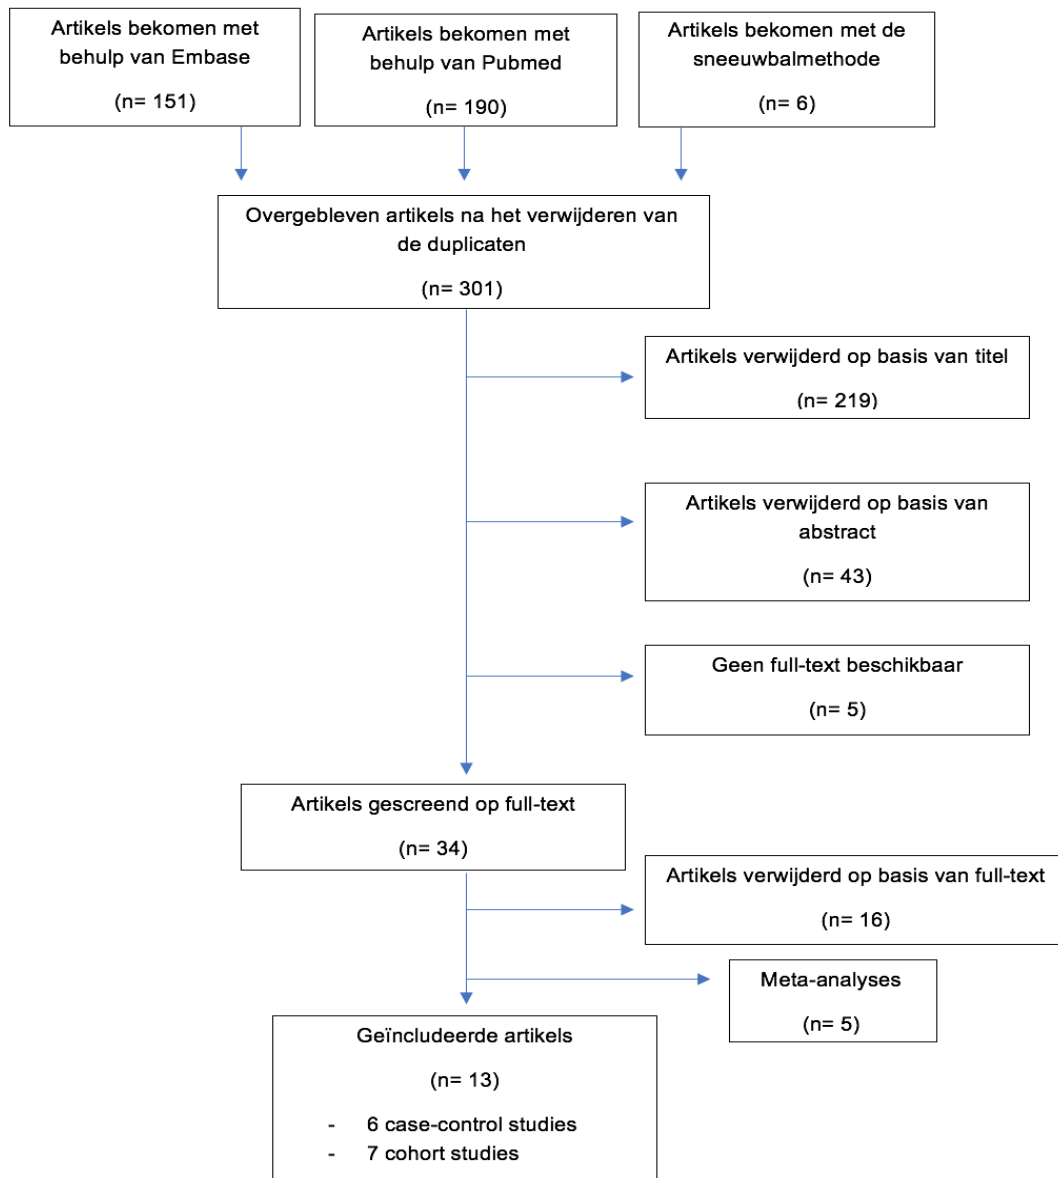 Artikels bekomen met
behulp van Embase
(n= 151)
Artikels bekomen met
behulp van Pubmed
(n= 190)
Artikels bekomen met de
sneeuwbalmethode
(n= 6)
Overgebleven artikels na het verwijderen van
de duplicaten
(n= 301)
Artikels verwijderd op basis van titel
(n= 219)
Artikels verwijderd op basis van
abstract
(n= 43)
Geen full-text beschikbaar
(n= 5)
Artikels gescreend op full-text
(n= 34)
Artikels verwijderd op basis van full-text
(n= 16)
Meta-analyses
(n= 5)
Geïncludeerde artikels
(n= 13)
- 6 case-control studies
- 7 cohort studies